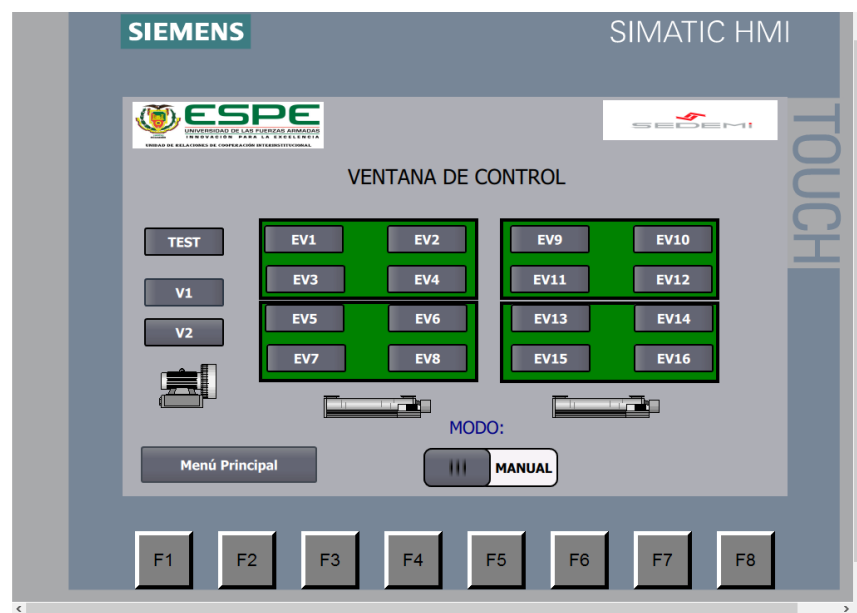 SIEMENS
SIMATIC HMI
TOUCH
ESPE
UNIVERSIDAD DE LAS FUERZAS ARMADAS
INNOVACIÓN PARA LA EXCELENCIA
UNIDAD DE RELACIONES DE COOPERACIÓN INTERINSTITUCIONAL
SEDEMI
VENTANA DE CONTROL
TEST
V1
V2
EV1 EV2
EV3 EV4
EV5 EV6
EV7 EV8
EV9 EV10
EV11 EV12
EV13 EV14
EV15 EV16
MODO:
Menú Principal
MANUAL
F1 F2 F3 F4 F5 F6 F7 F8